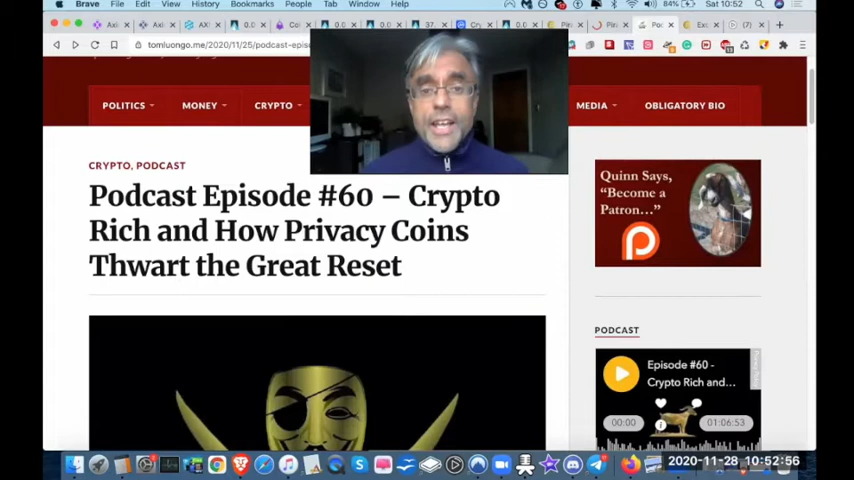 Brave File Edit View History Bookmarks People Tab Window Help
84% Sat 10:52
tomluongo.me/2020/11/25/podcast-epis
POLITICS MONEY CRYPTO MEDIA OBLIGATORY BIO
CRYPTO, PODCAST
Podcast Episode #60 – Crypto
Rich and How Privacy Coins
Thwart the Great Reset
Quinn Says,
"Become a
Patron..."
PODCAST
Episode #60 -
Crypto Rich and...
00:00
01:06:53
2020-11-28 10:52:56